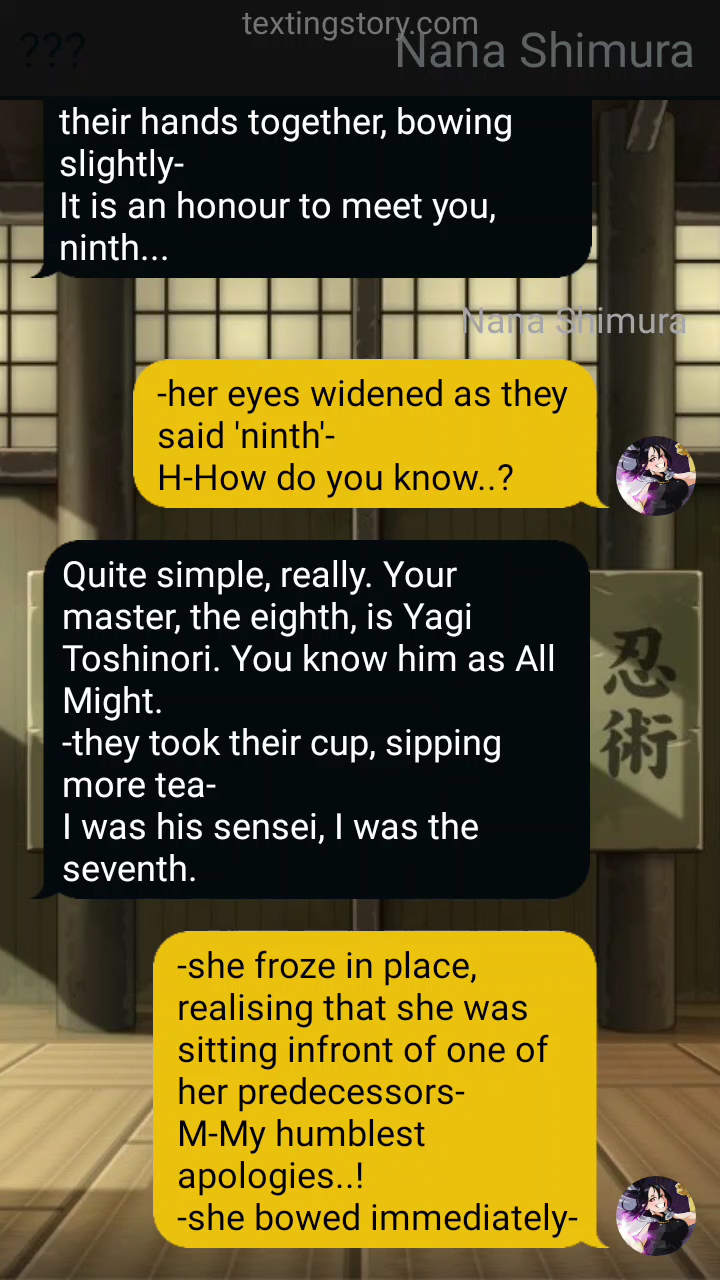 textingstory.com
???
Nana Shimura
their hands together, bowing
slightly-
It is an honour to meet you,
ninth...
Nana Shimura
-her eyes widened as they
said 'ninth'-
H-How do you know..?
Quite simple, really. Your
master, the eighth, is Yagi
Toshinori. You know him as All
Might.
-they took their cup, sipping
more tea-
I was his sensei, I was the
seventh.
忍術
-she froze in place,
realising that she was
sitting infront of one of
her predecessors-
M-My humblest
apologies..!
-she bowed immediately-